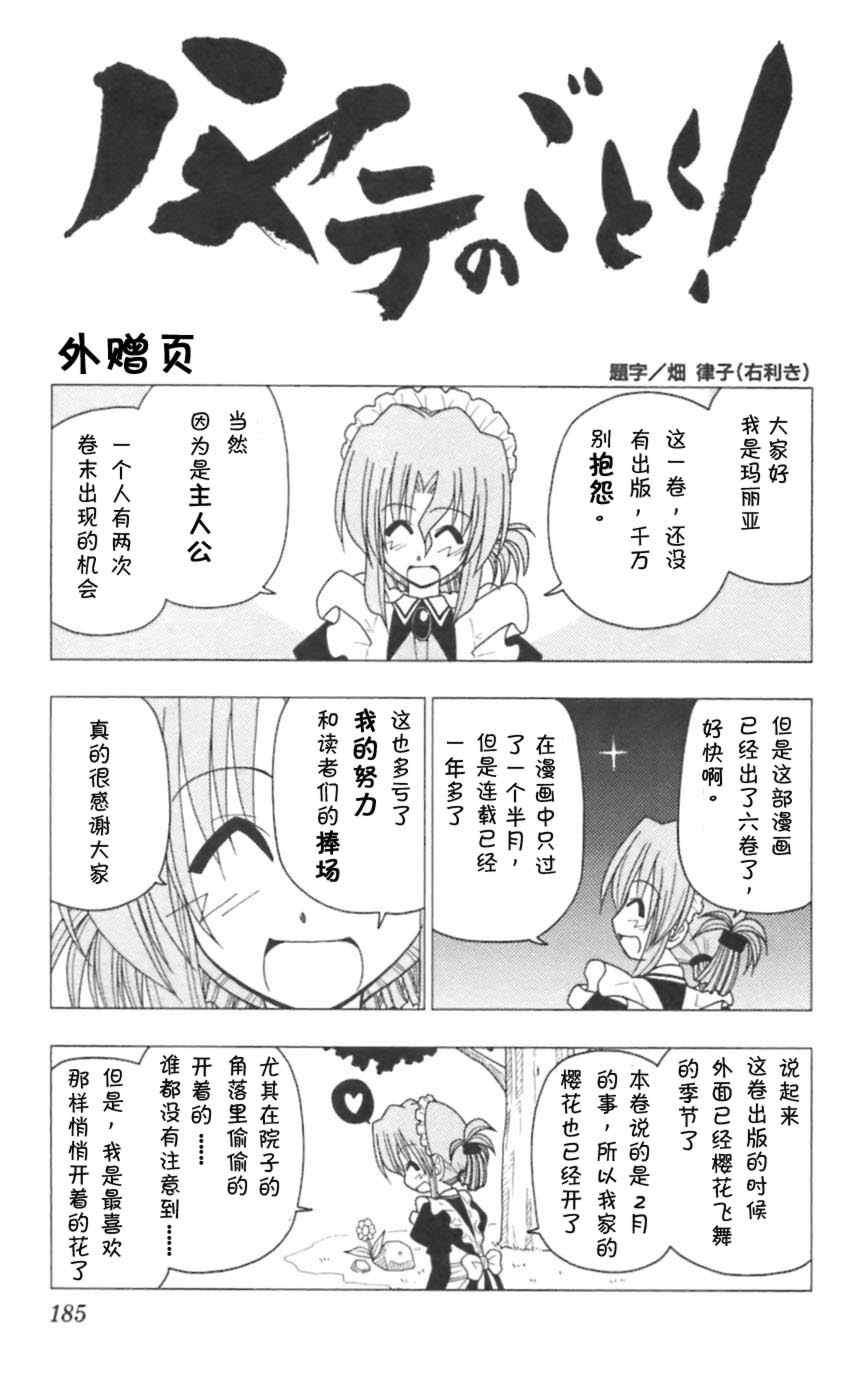 ハヤテのごとく!
外赠页
題字／畑 律子(右利き)
大家好
我是玛丽亚
这一卷，还没
有出版，千万
别抱怨。
当然
因为是主人公
一个人有两次
卷末出现的机会
但是这部漫画
已经出了六卷了，
好快啊。
在漫画中只过
了一个半月，
但是连载已经
一年多了
这也多亏了
我的努力
和读者们的捧场
真的很感谢大家
说起来
这卷出版的时候
外面已经樱花飞舞
的季节了
本卷说的是2月
的事，所以我家的
樱花也已经开了
尤其在院子的
角落里偷偷的
开着的……
谁都没有注意到……
但是，我是最喜欢
那样悄悄开着的花了
185